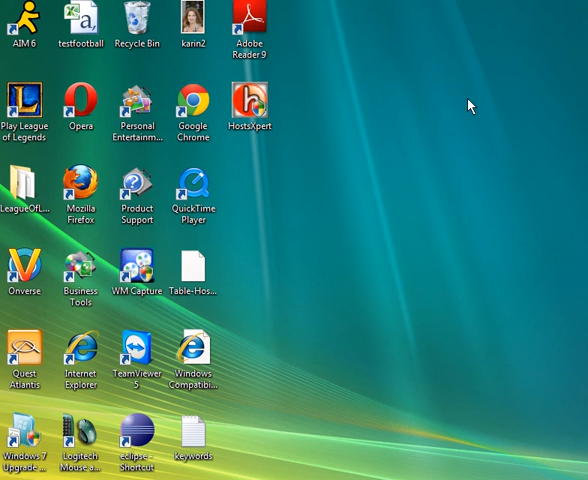 AIM 6
testfootball
Recycle Bin
karin2
Adobe
Reader 9
Play League
of Legends
Opera
Personal
Entertainm...
Google
Chrome
HostsXpert
LeagueOfL...
Mozilla
Firefox
Product
Support
QuickTime
Player
Onverse
Business
Tools
WM Capture
Table-Hos...
Quest
Atlantis
Internet
Explorer
TeamViewer
5
Windows
Compatibi...
Windows 7
Upgrade ...
Logitech
Mouse a...
eclipse -
Shortcut
keywords